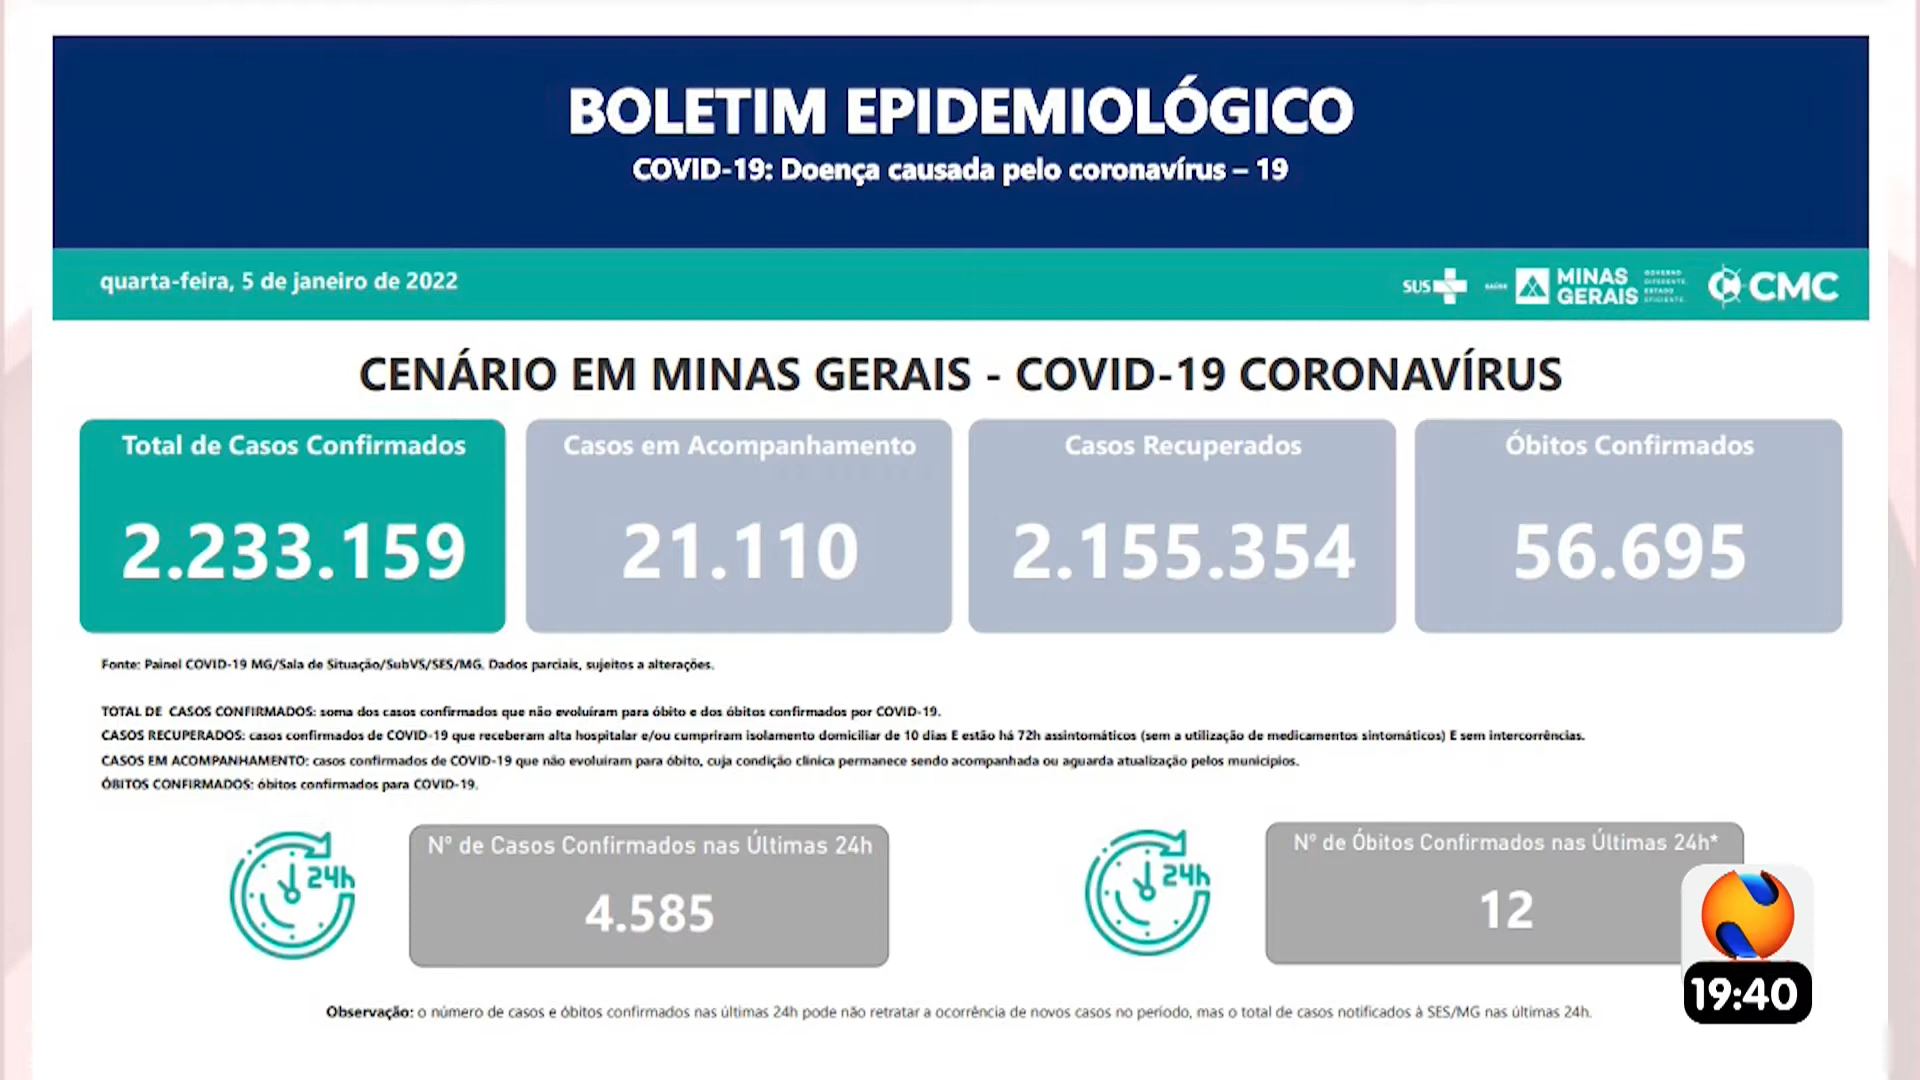 BOLETIM EPIDEMIOLÓGICO
COVID-19: Doença causada pelo coronavírus – 19
quarta-feira, 5 de janeiro de 2022
SUS
SAÚDE
MINAS GERAIS
GOVERNO DIFERENTE. ESTADO EFICIENTE.
CMC
CENÁRIO EM MINAS GERAIS - COVID-19 CORONAVÍRUS
Total de Casos Confirmados
2.233.159
Casos em Acompanhamento
21.110
Casos Recuperados
2.155.354
Óbitos Confirmados
56.695
Fonte: Painel COVID-19 MG/Sala de Situação/SubVS/SES/MG. Dados parciais, sujeitos a alterações.
TOTAL DE CASOS CONFIRMADOS: soma dos casos confirmados que não evoluíram para óbito e dos óbitos confirmados por COVID-19.
CASOS RECUPERADOS: casos confirmados de COVID-19 que receberam alta hospitalar e/ou cumpriram isolamento domiciliar de 10 dias E estão há 72h assintomáticos (sem a utilização de medicamentos sintomáticos) E sem intercorrências.
CASOS EM ACOMPANHAMENTO: casos confirmados de COVID-19 que não evoluíram para óbito, cuja condição clínica permanece sendo acompanhada ou aguarda atualização pelos municípios.
ÓBITOS CONFIRMADOS: óbitos confirmados para COVID-19.
24h
Nº de Casos Confirmados nas Últimas 24h
4.585
24h
Nº de Óbitos Confirmados nas Últimas 24h*
12
19:40
Observação: o número de casos e óbitos confirmados nas últimas 24h pode não retratar a ocorrência de novos casos no período, mas o total de casos notificados à SES/MG nas últimas 24h.